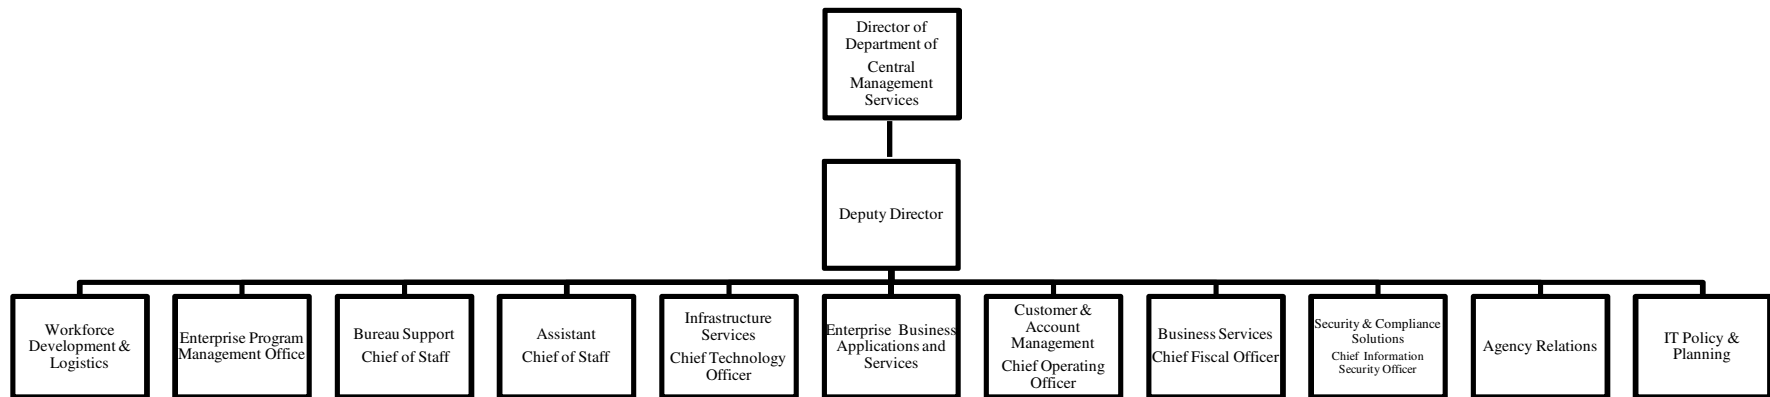 Director of
Department of
Central
Management
Services
Deputy Director
Workforce
Development &
Logistics
Enterprise Program
Management Office
Bureau Support
Chief of Staff
Assistant
Chief of Staff
Infrastructure
Services
Chief Technology
Officer
Enterprise Business
Applications and
Services
Customer &
Account
Management
Chief Operating
Officer
Business Services
Chief Fiscal Officer
Security & Compliance
Solutions
Chief Information
Security Officer
Agency Relations
IT Policy &
Planning